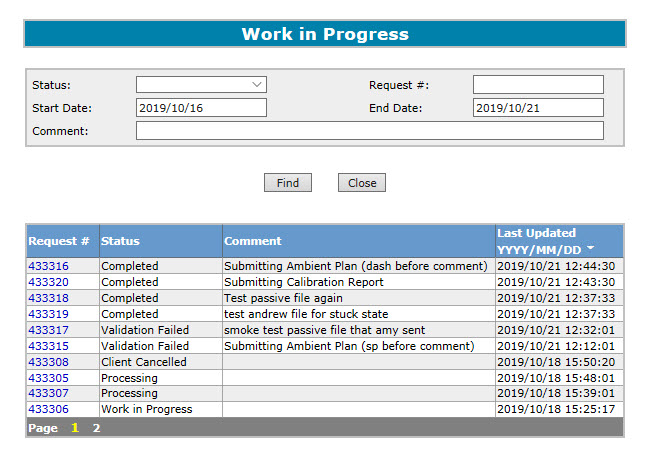 Work in Progress
Status: Request #:
Start Date: 2019/10/16 End Date: 2019/10/21
Comment:
Find Close
Request # Status Comment Last Updated YYYY/MM/DD
433316 Completed Submitting Ambient Plan (dash before comment) 2019/10/21 12:44:30
433320 Completed Submitting Calibration Report 2019/10/21 12:43:30
433318 Completed Test passive file again 2019/10/21 12:37:33
433319 Completed test andrew file for stuck state 2019/10/21 12:37:33
433317 Validation Failed smoke test passive file that amy sent 2019/10/21 12:32:01
433315 Validation Failed Submitting Ambient Plan (sp before comment) 2019/10/21 12:12:01
433308 Client Cancelled 2019/10/18 15:50:20
433305 Processing 2019/10/18 15:48:01
433307 Processing 2019/10/18 15:39:01
433306 Work in Progress 2019/10/18 15:25:17
Page 1 2